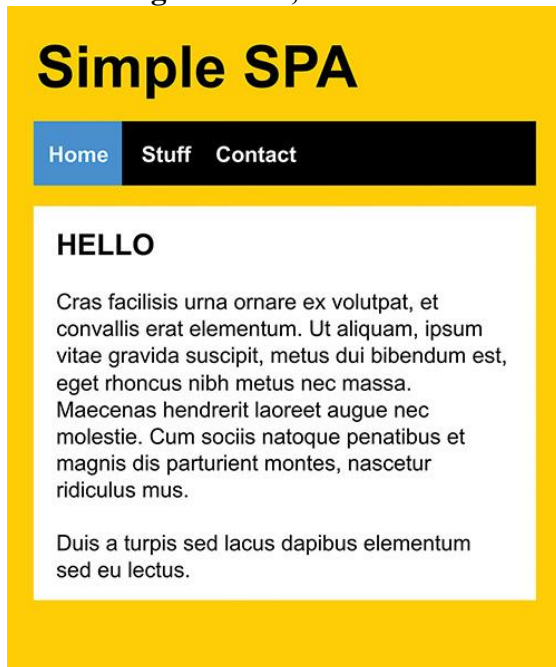 Simple SPA
Home Stuff Contact
HELLO
Cras facilisis urna ornare ex volutpat, et
convallis erat elementum. Ut aliquam, ipsum
vitae gravida suscipit, metus dui bibendum est,
eget rhoncus nibh metus nec massa.
Maecenas hendrerit laoreet augue nec
molestie. Cum sociis natoque penatibus et
magnis dis parturient montes, nascetur
ridiculus mus.
Duis a turpis sed lacus dapibus elementum
sed eu lectus.